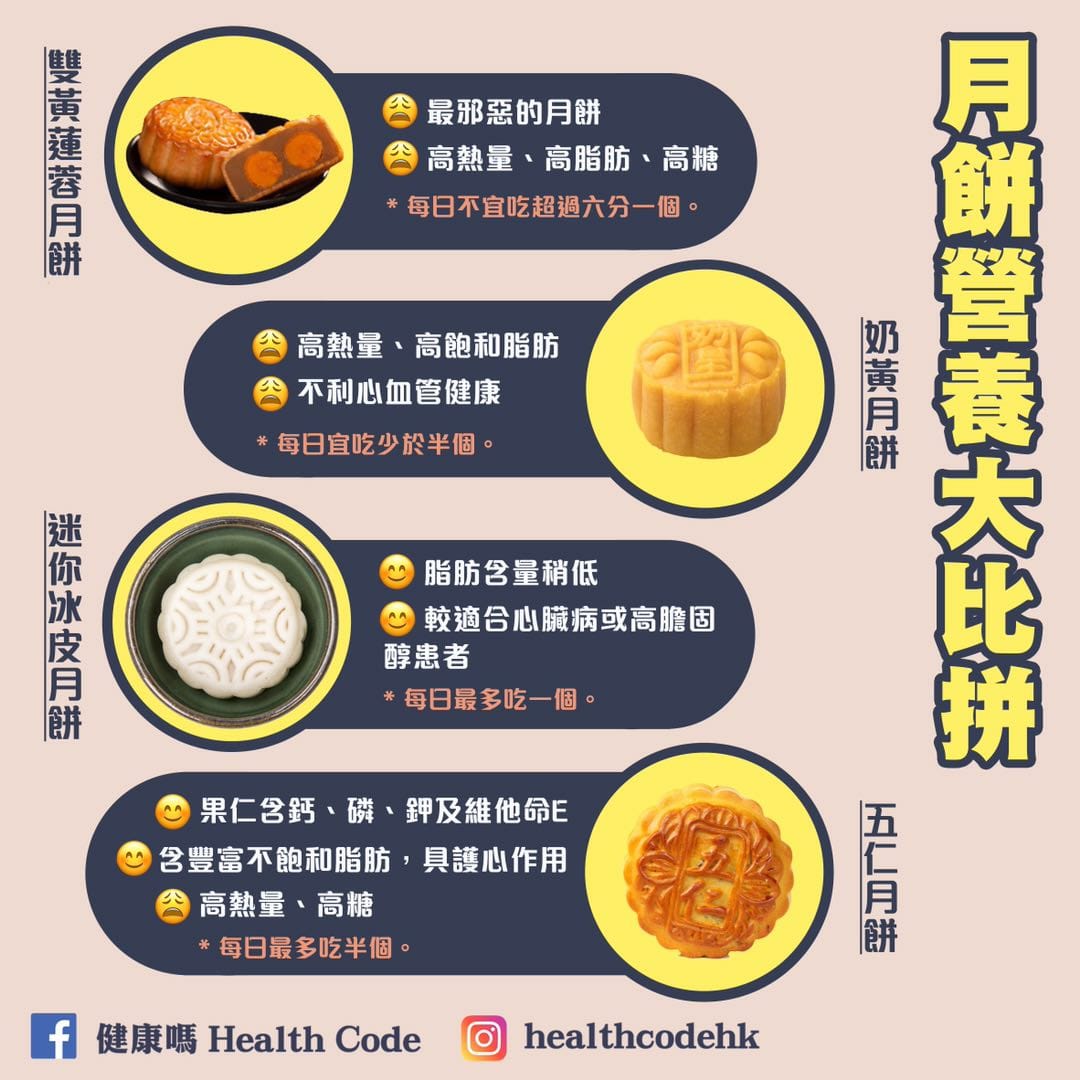 月餅營養大比拼
雙黃蓮蓉月餅
😩 最邪惡的月餅
😩 高熱量、高脂肪、高糖
* 每日不宜吃超過六分一個。
奶黃月餅
😩 高熱量、高飽和脂肪
😩 不利心血管健康
* 每日宜吃少於半個。
奶皇
迷你冰皮月餅
😊 脂肪含量稍低
😊 較適合心臟病或高膽固
醇患者
* 每日最多吃一個。
五仁月餅
😊 果仁含鈣、磷、鉀及維他命E
😊 含豐富不飽和脂肪，具護心作用
😩 高熱量、高糖
* 每日最多吃半個。
五仁
健康嗎 Health Code
healthcodehk